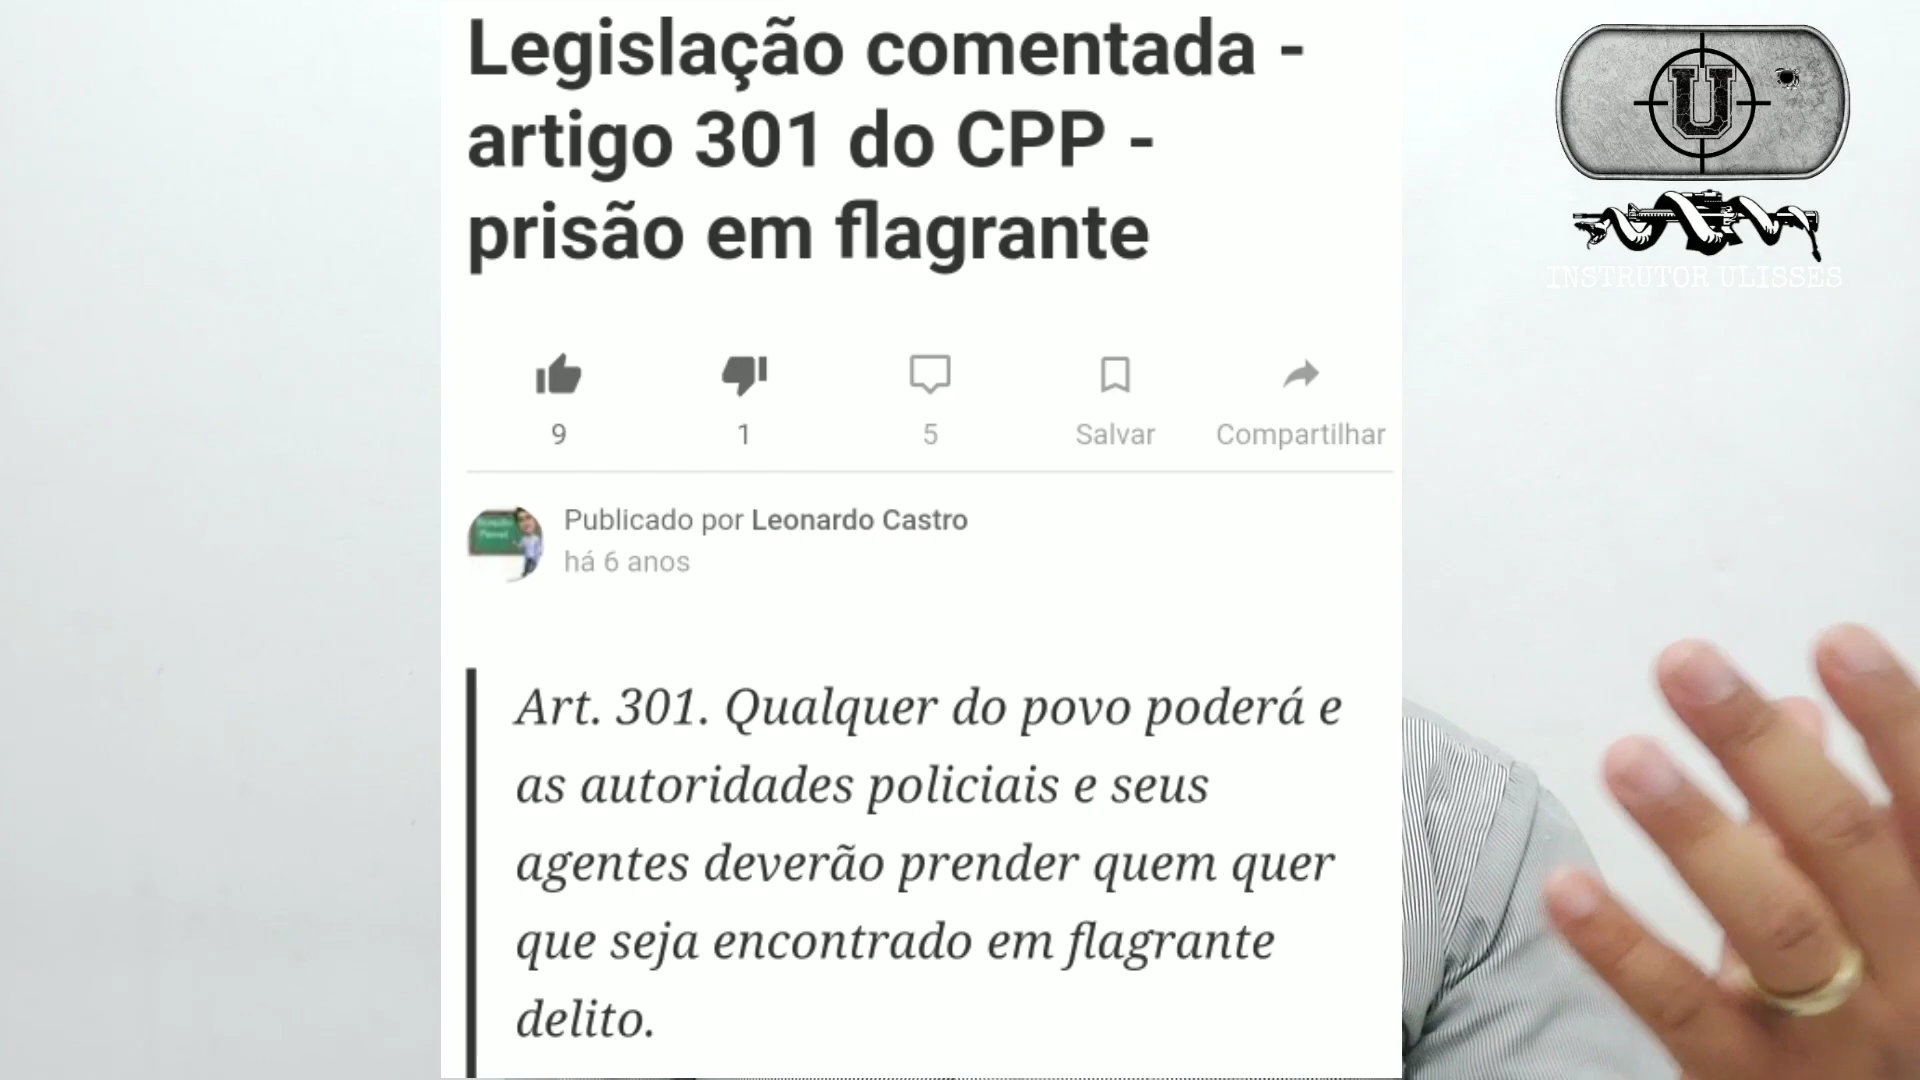 Legislação comentada -
artigo 301 do CPP -
prisão em flagrante
9
1
5
Salvar
Compartilhar
Publicado por Leonardo Castro
há 6 anos
Art. 301. Qualquer do povo poderá e
as autoridades policiais e seus
agentes deverão prender quem quer
que seja encontrado em flagrante
delito.
U
INSTRUTOR ULISSES